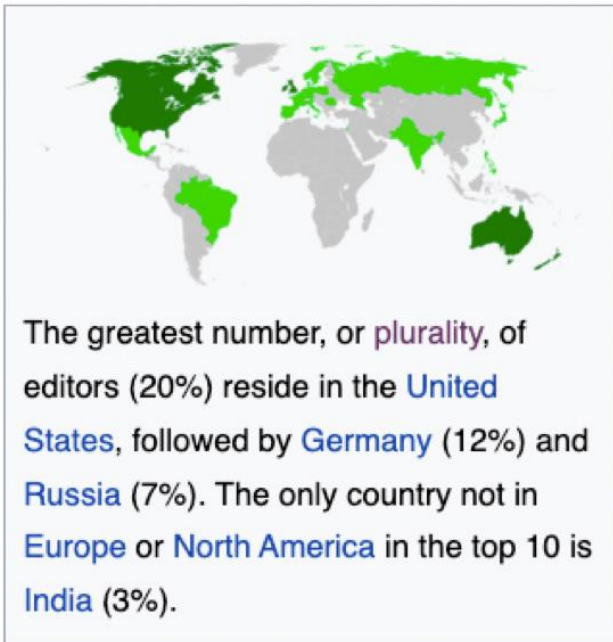 The greatest number, or plurality, of
editors (20%) reside in the United
States, followed by Germany (12%) and
Russia (7%). The only country not in
Europe or North America in the top 10 is
India (3%).